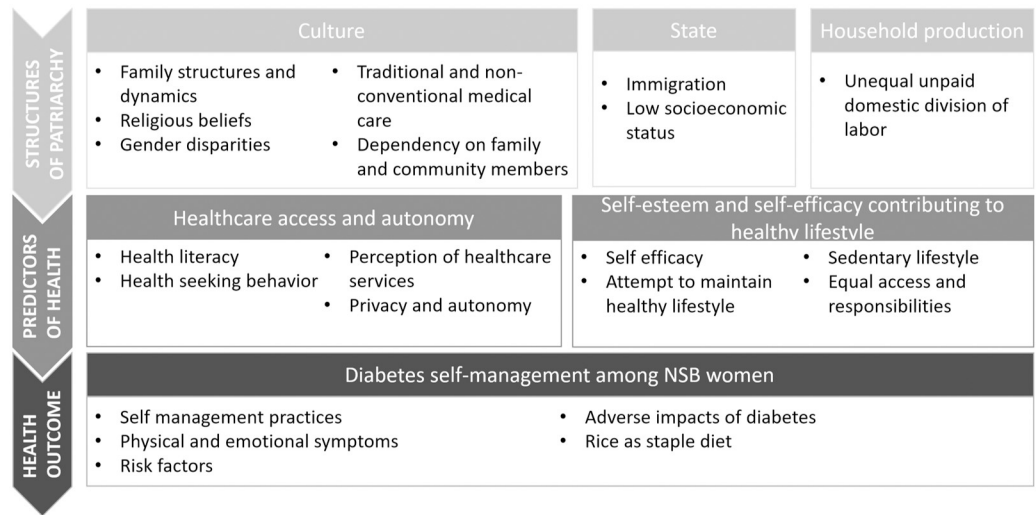 STRUCTURES
OF PATRIARCHY
Culture
• Family structures and
dynamics
• Religious beliefs
• Gender disparities
• Traditional and non-
conventional medical
care
• Dependency on family
and community members
State
• Immigration
• Low socioeconomic
status
Household production
• Unequal unpaid
domestic division of
labor
PREDICTORS
OF HEALTH
Healthcare access and autonomy
• Health literacy
• Health seeking behavior
• Perception of healthcare
services
• Privacy and autonomy
Self-esteem and self-efficacy contributing to
healthy lifestyle
• Self efficacy
• Attempt to maintain
healthy lifestyle
• Sedentary lifestyle
• Equal access and
responsibilities
HEALTH
OUTCOME
Diabetes self-management among NSB women
• Self management practices
• Physical and emotional symptoms
• Risk factors
• Adverse impacts of diabetes
• Rice as staple diet